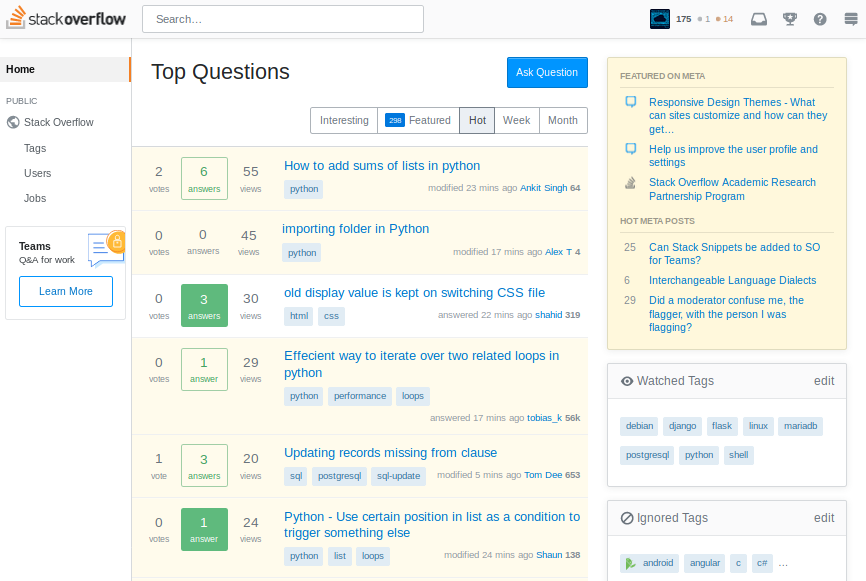 stackoverflow
Search…
175 1 14
Home
PUBLIC
Stack Overflow
Tags
Users
Jobs
Teams
Q&A for work
Learn More
Top Questions
Ask Question
Interesting 298 Featured Hot Week Month
2 votes 6 answers 55 views
How to add sums of lists in python
python
modified 23 mins ago Ankit Singh 64
0 votes 0 answers 45 views
importing folder in Python
python
modified 17 mins ago Alex T 4
0 votes 3 answers 30 views
old display value is kept on switching CSS file
html css
answered 22 mins ago shahid 319
0 votes 1 answer 29 views
Effecient way to iterate over two related loops in
python
python performance loops
answered 17 mins ago tobias_k 56k
1 vote 3 answers 20 views
Updating records missing from clause
sql postgresql sql-update
modified 5 mins ago Tom Dee 653
0 votes 1 answer 24 views
Python - Use certain position in list as a condition to
trigger something else
python list loops
modified 24 mins ago Shaun 138
FEATURED ON META
Responsive Design Themes - What
can sites customize and how can they
get…
Help us improve the user profile and
settings
Stack Overflow Academic Research
Partnership Program
HOT META POSTS
25 Can Stack Snippets be added to SO
for Teams?
6 Interchangeable Language Dialects
29 Did a moderator confuse me, the
flagger, with the person I was
flagging?
Watched Tags edit
debian django flask linux mariadb
postgresql python shell
Ignored Tags edit
android angular c c# …